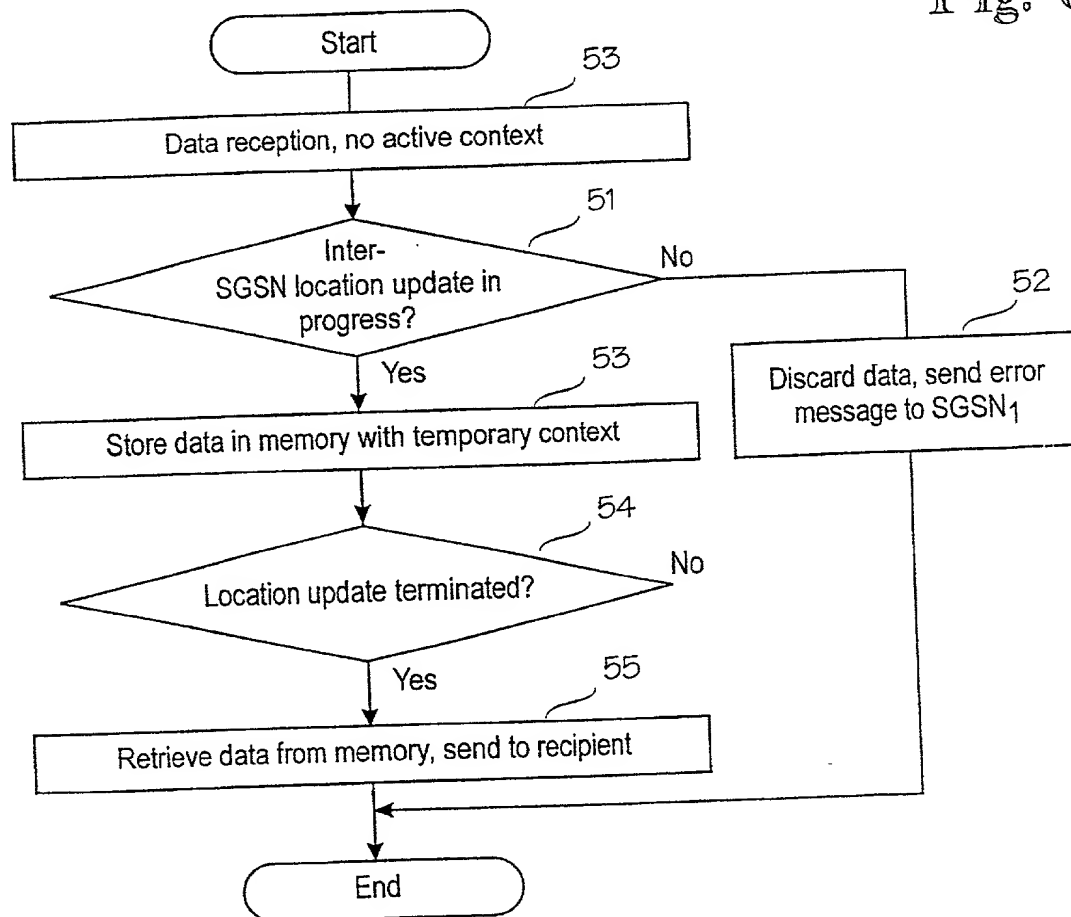 Fig.
Start
53
Data reception, no active context
51
Inter-
SGSN location update in
progress?
No
Yes
52
Discard data, send error
message to SGSN1
53
Store data in memory with temporary context
54
Location update terminated?
No
Yes
55
Retrieve data from memory, send to recipient
End